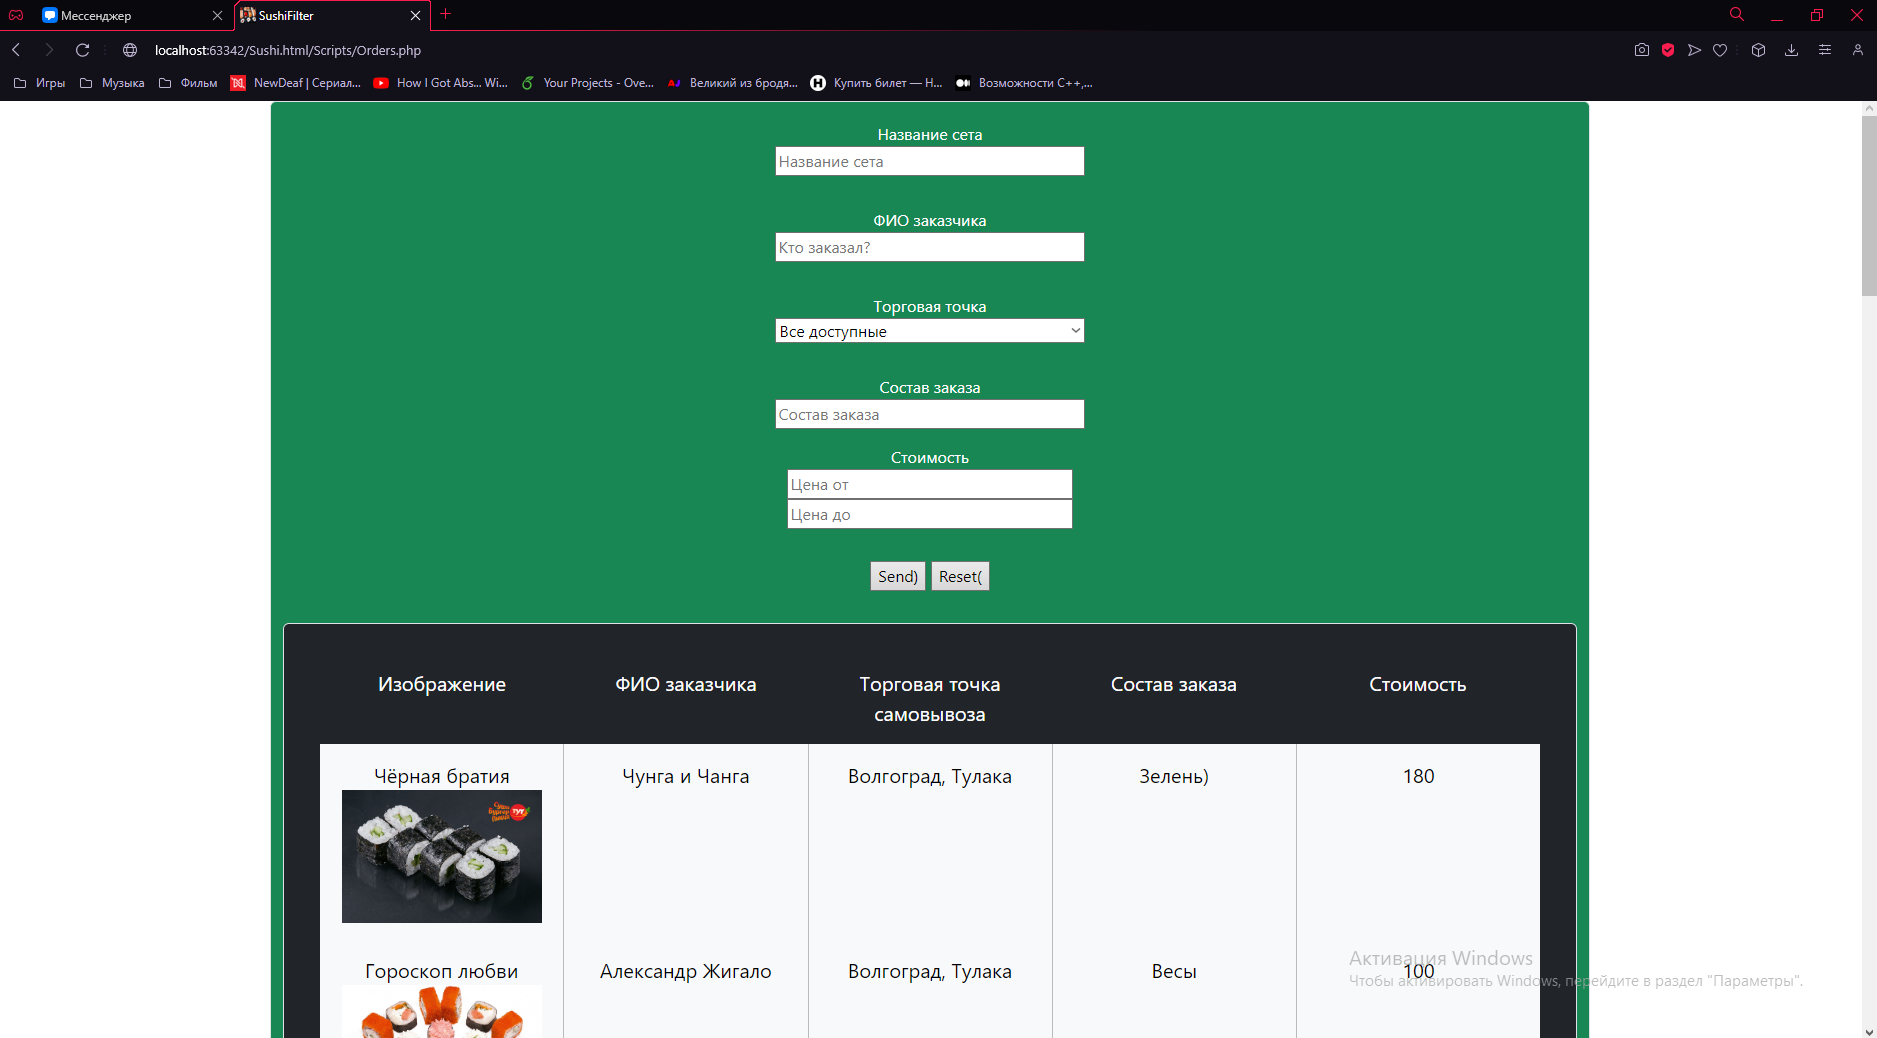 Мессенджер
SushiFilter
localhost:63342/Sushi.html/Scripts/Orders.php
Игры
Музыка
Фильм
NewDeaf | Сериал...
How I Got Abs... Wi...
Your Projects - Ove...
Великий из бродя...
Купить билет — Н...
Возможности C++,...
Название сета
Название сета
ФИО заказчика
Кто заказал?
Торговая точка
Все доступные
Состав заказа
Состав заказа
Стоимость
Цена от
Цена до
Send) Reset(
Изображение
ФИО заказчика
Торговая точка
самовывоза
Состав заказа
Стоимость
Чёрная братия
Чунга и Чанга
Волгоград, Тулака
Зелень)
180
Суши
Бургер
Пицца
ТУТ
Гороскоп любви
Александр Жигало
Волгоград, Тулака
Весы
100
Активация Windows
Чтобы активировать Windows, перейдите в раздел "Параметры".